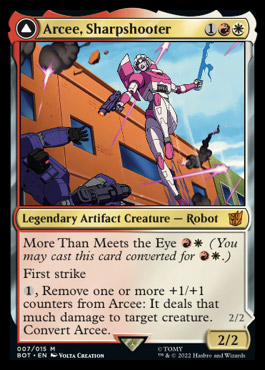 Arcee, Sharpshooter 1
More Than Meets the Eye (You
may cast this card converted for .)
First strike
1, Remove one or more +1/+1
counters from Arcee: It deals that
much damage to target creature.
Convert Arcee.
2/2
Legendary Artifact Creature — Robot
2/2
007/015 M
BOT • EN Volta Creation
©TOMY
™ & © 2022 Hasbro and Wizards